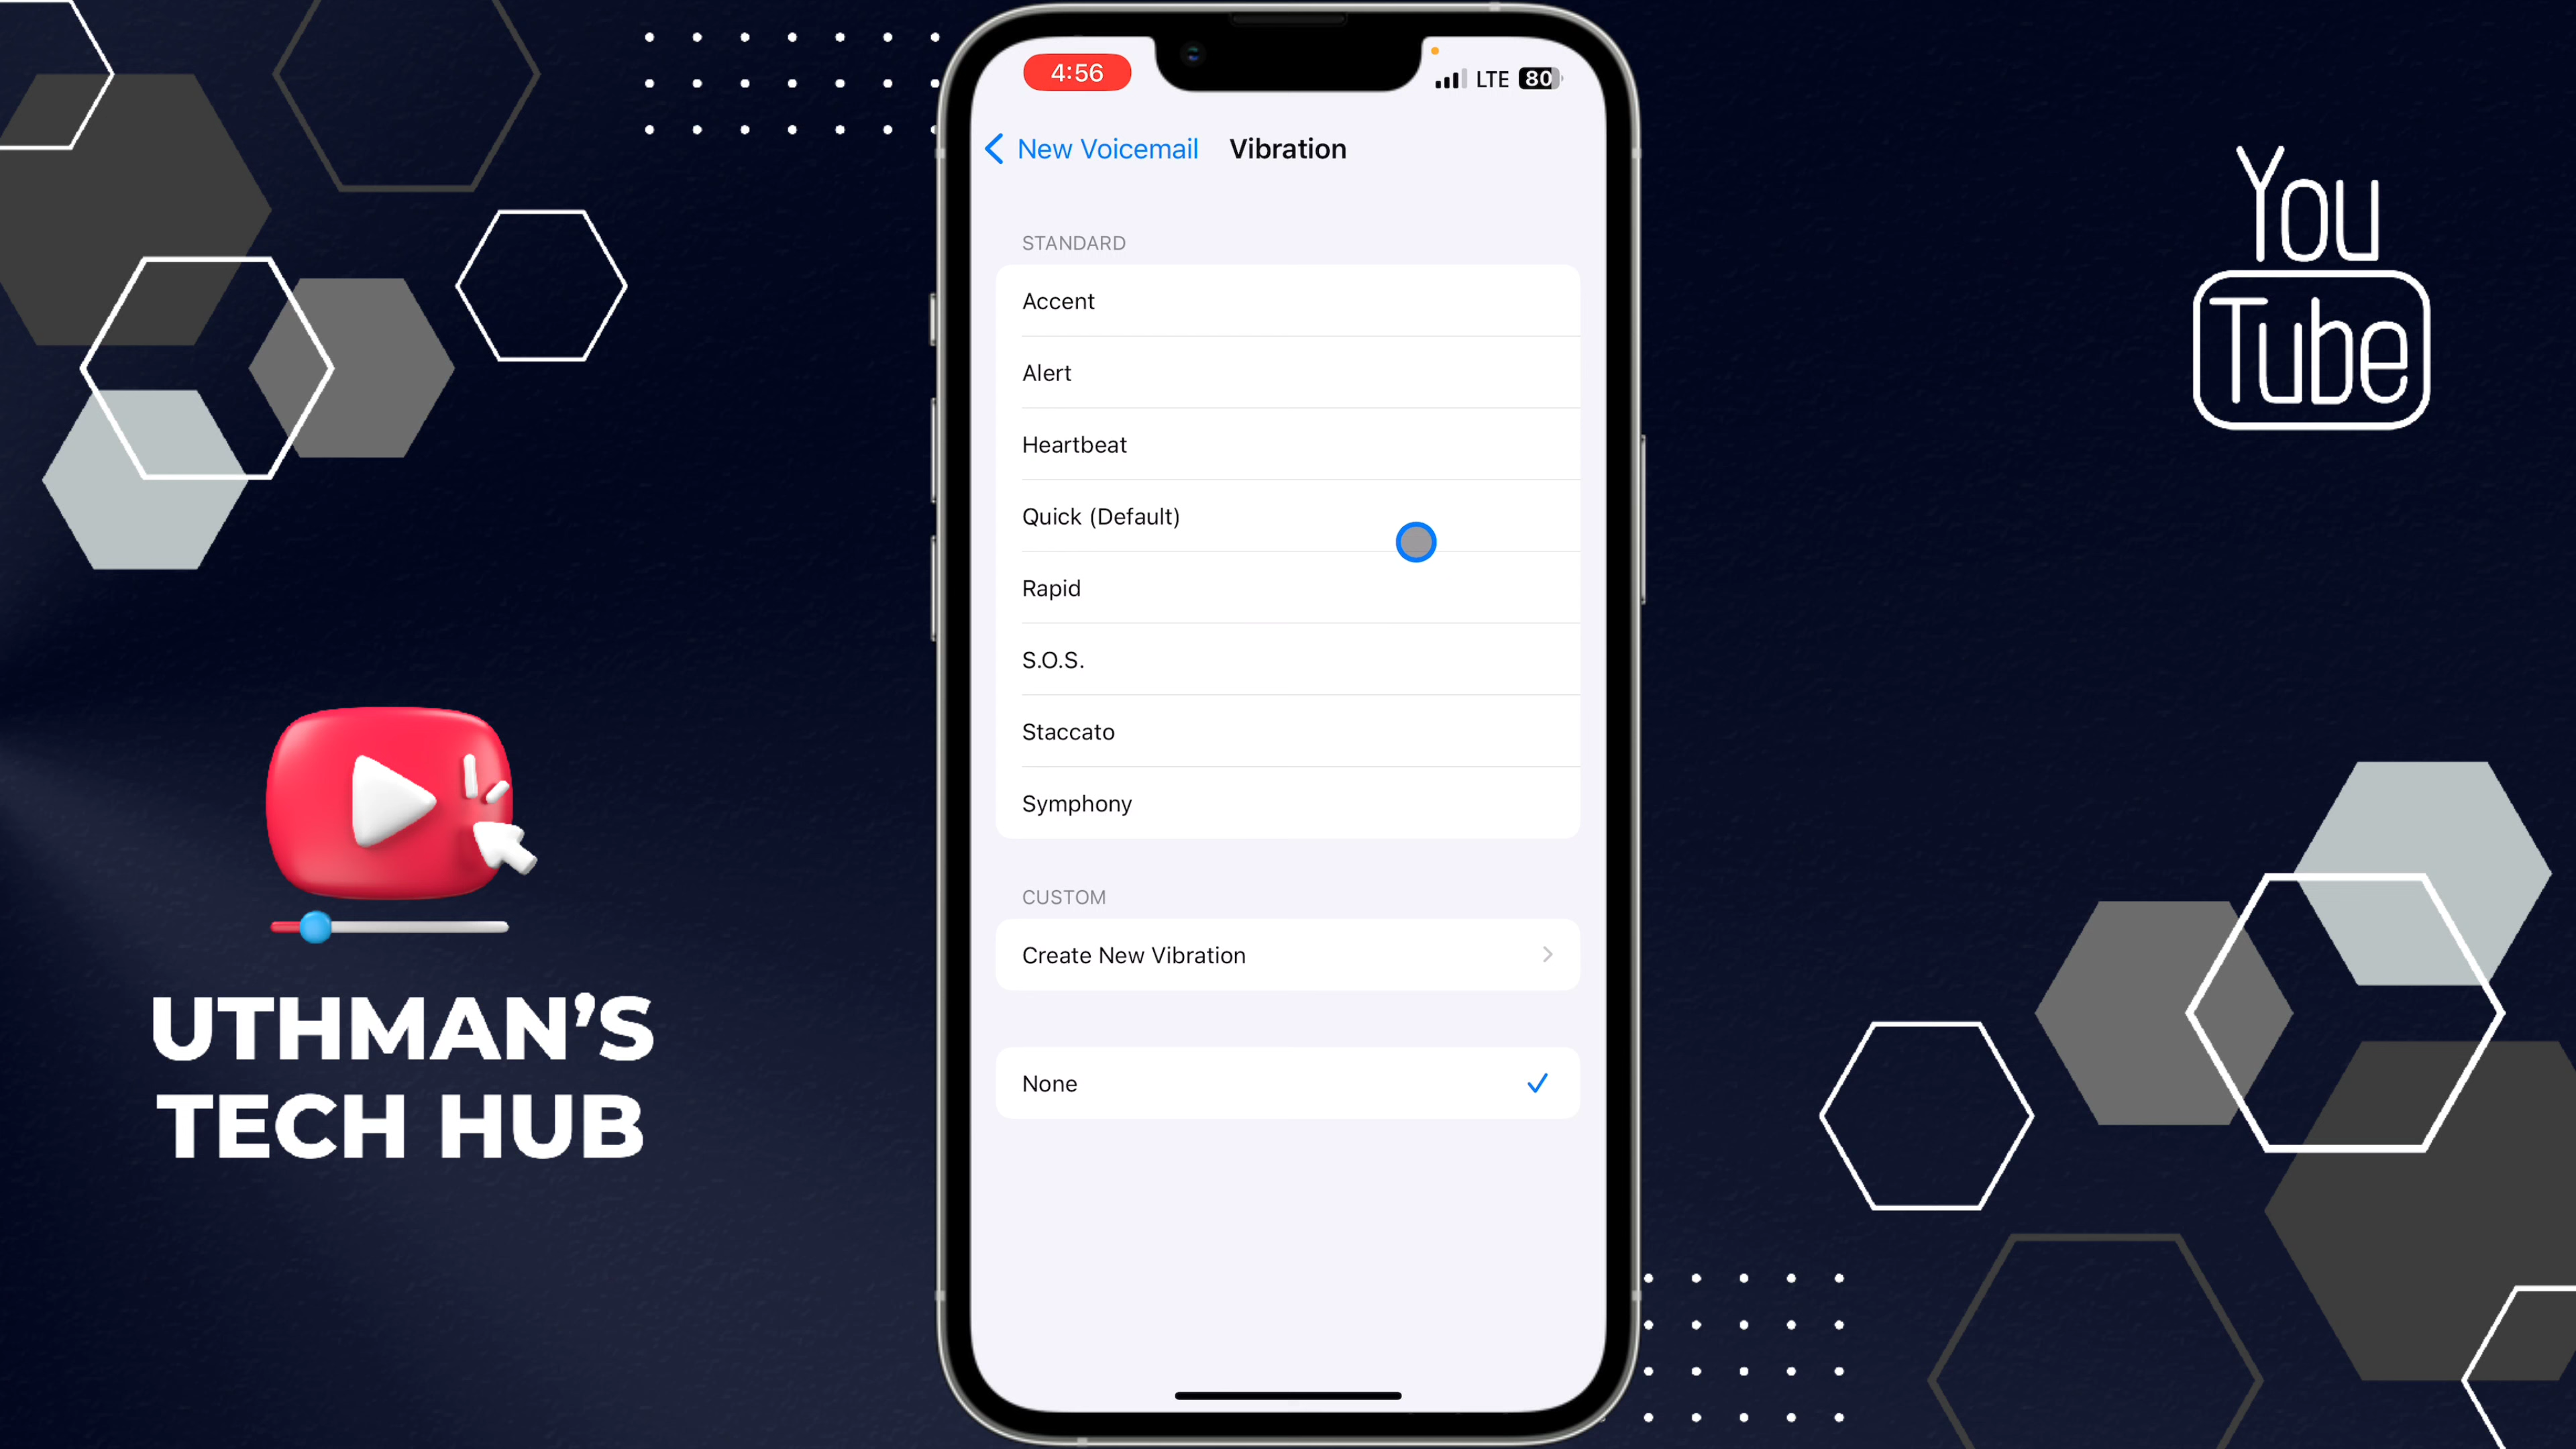 4:56
LTE 80
New Voicemail Vibration
STANDARD
Accent
Alert
Heartbeat
Quick (Default)
Rapid
S.O.S.
Staccato
Symphony
CUSTOM
Create New Vibration
None
You
Tube
UTHMAN’S
TECH HUB